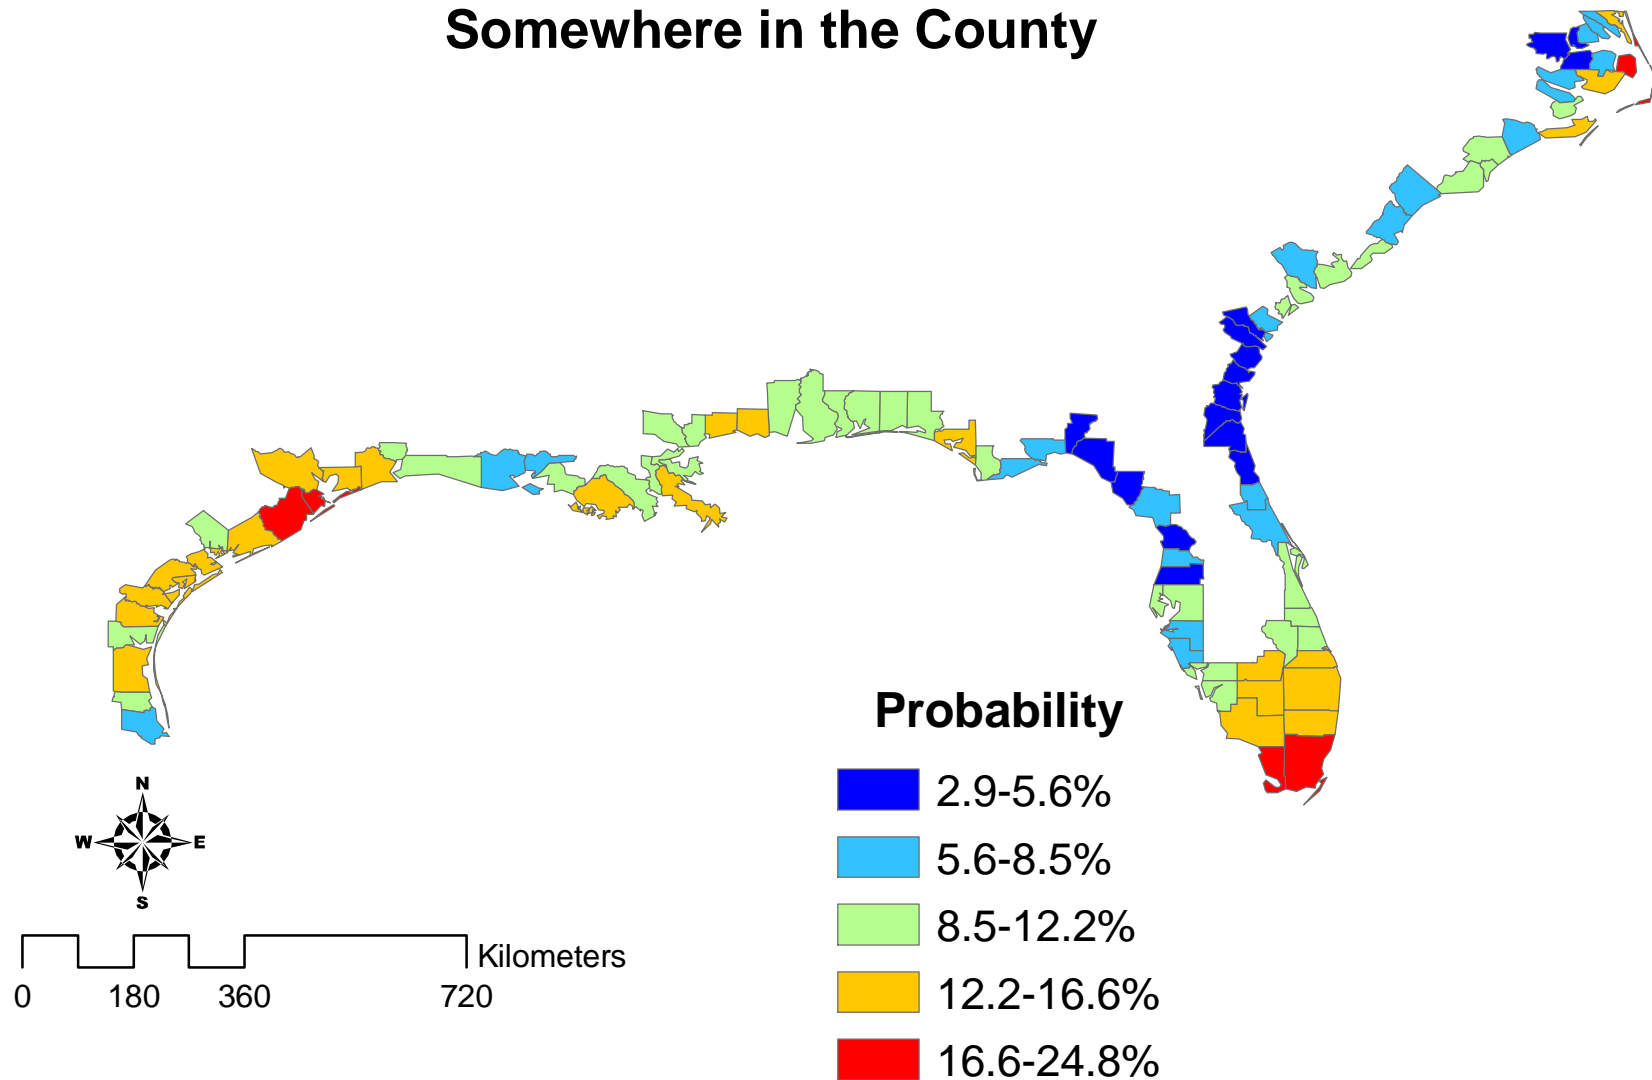 Somewhere in the County
Probability
2.9-5.6%
5.6-8.5%
8.5-12.2%
12.2-16.6%
16.6-24.8%
N
W E
S
Kilometers
0 180 360 720